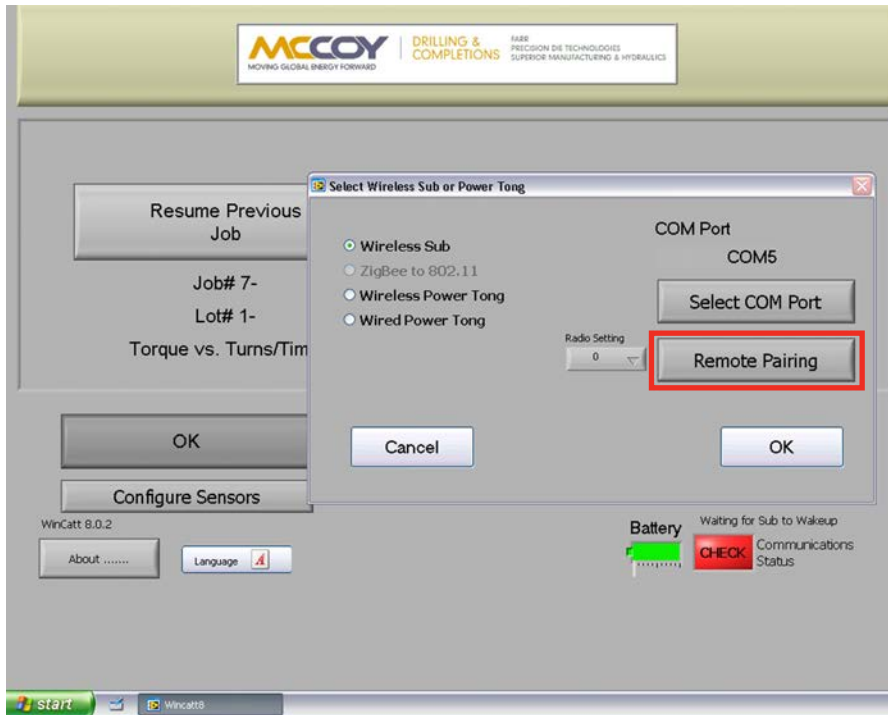 MCCOY
MOVING GLOBAL ENERGY FORWARD
DRILLING &
COMPLETIONS
FARR
PRECISION DIE TECHNOLOGIES
SUPERIOR MANUFACTURING & HYDRAULICS
Select Wireless Sub or Power Tong
Resume Previous
Job
Job# 7-
Lot# 1-
Torque vs. Turns/Tim
Wireless Sub
ZigBee to 802.11
Wireless Power Tong
Wired Power Tong
COM Port
COM5
Select COM Port
Radio Setting
0
Remote Pairing
Cancel
OK
OK
Configure Sensors
WinCatt 8.0.2
About .......
Language A
Battery
Waiting for Sub to Wakeup
CHECK
Communications
Status
start
Wincatt8